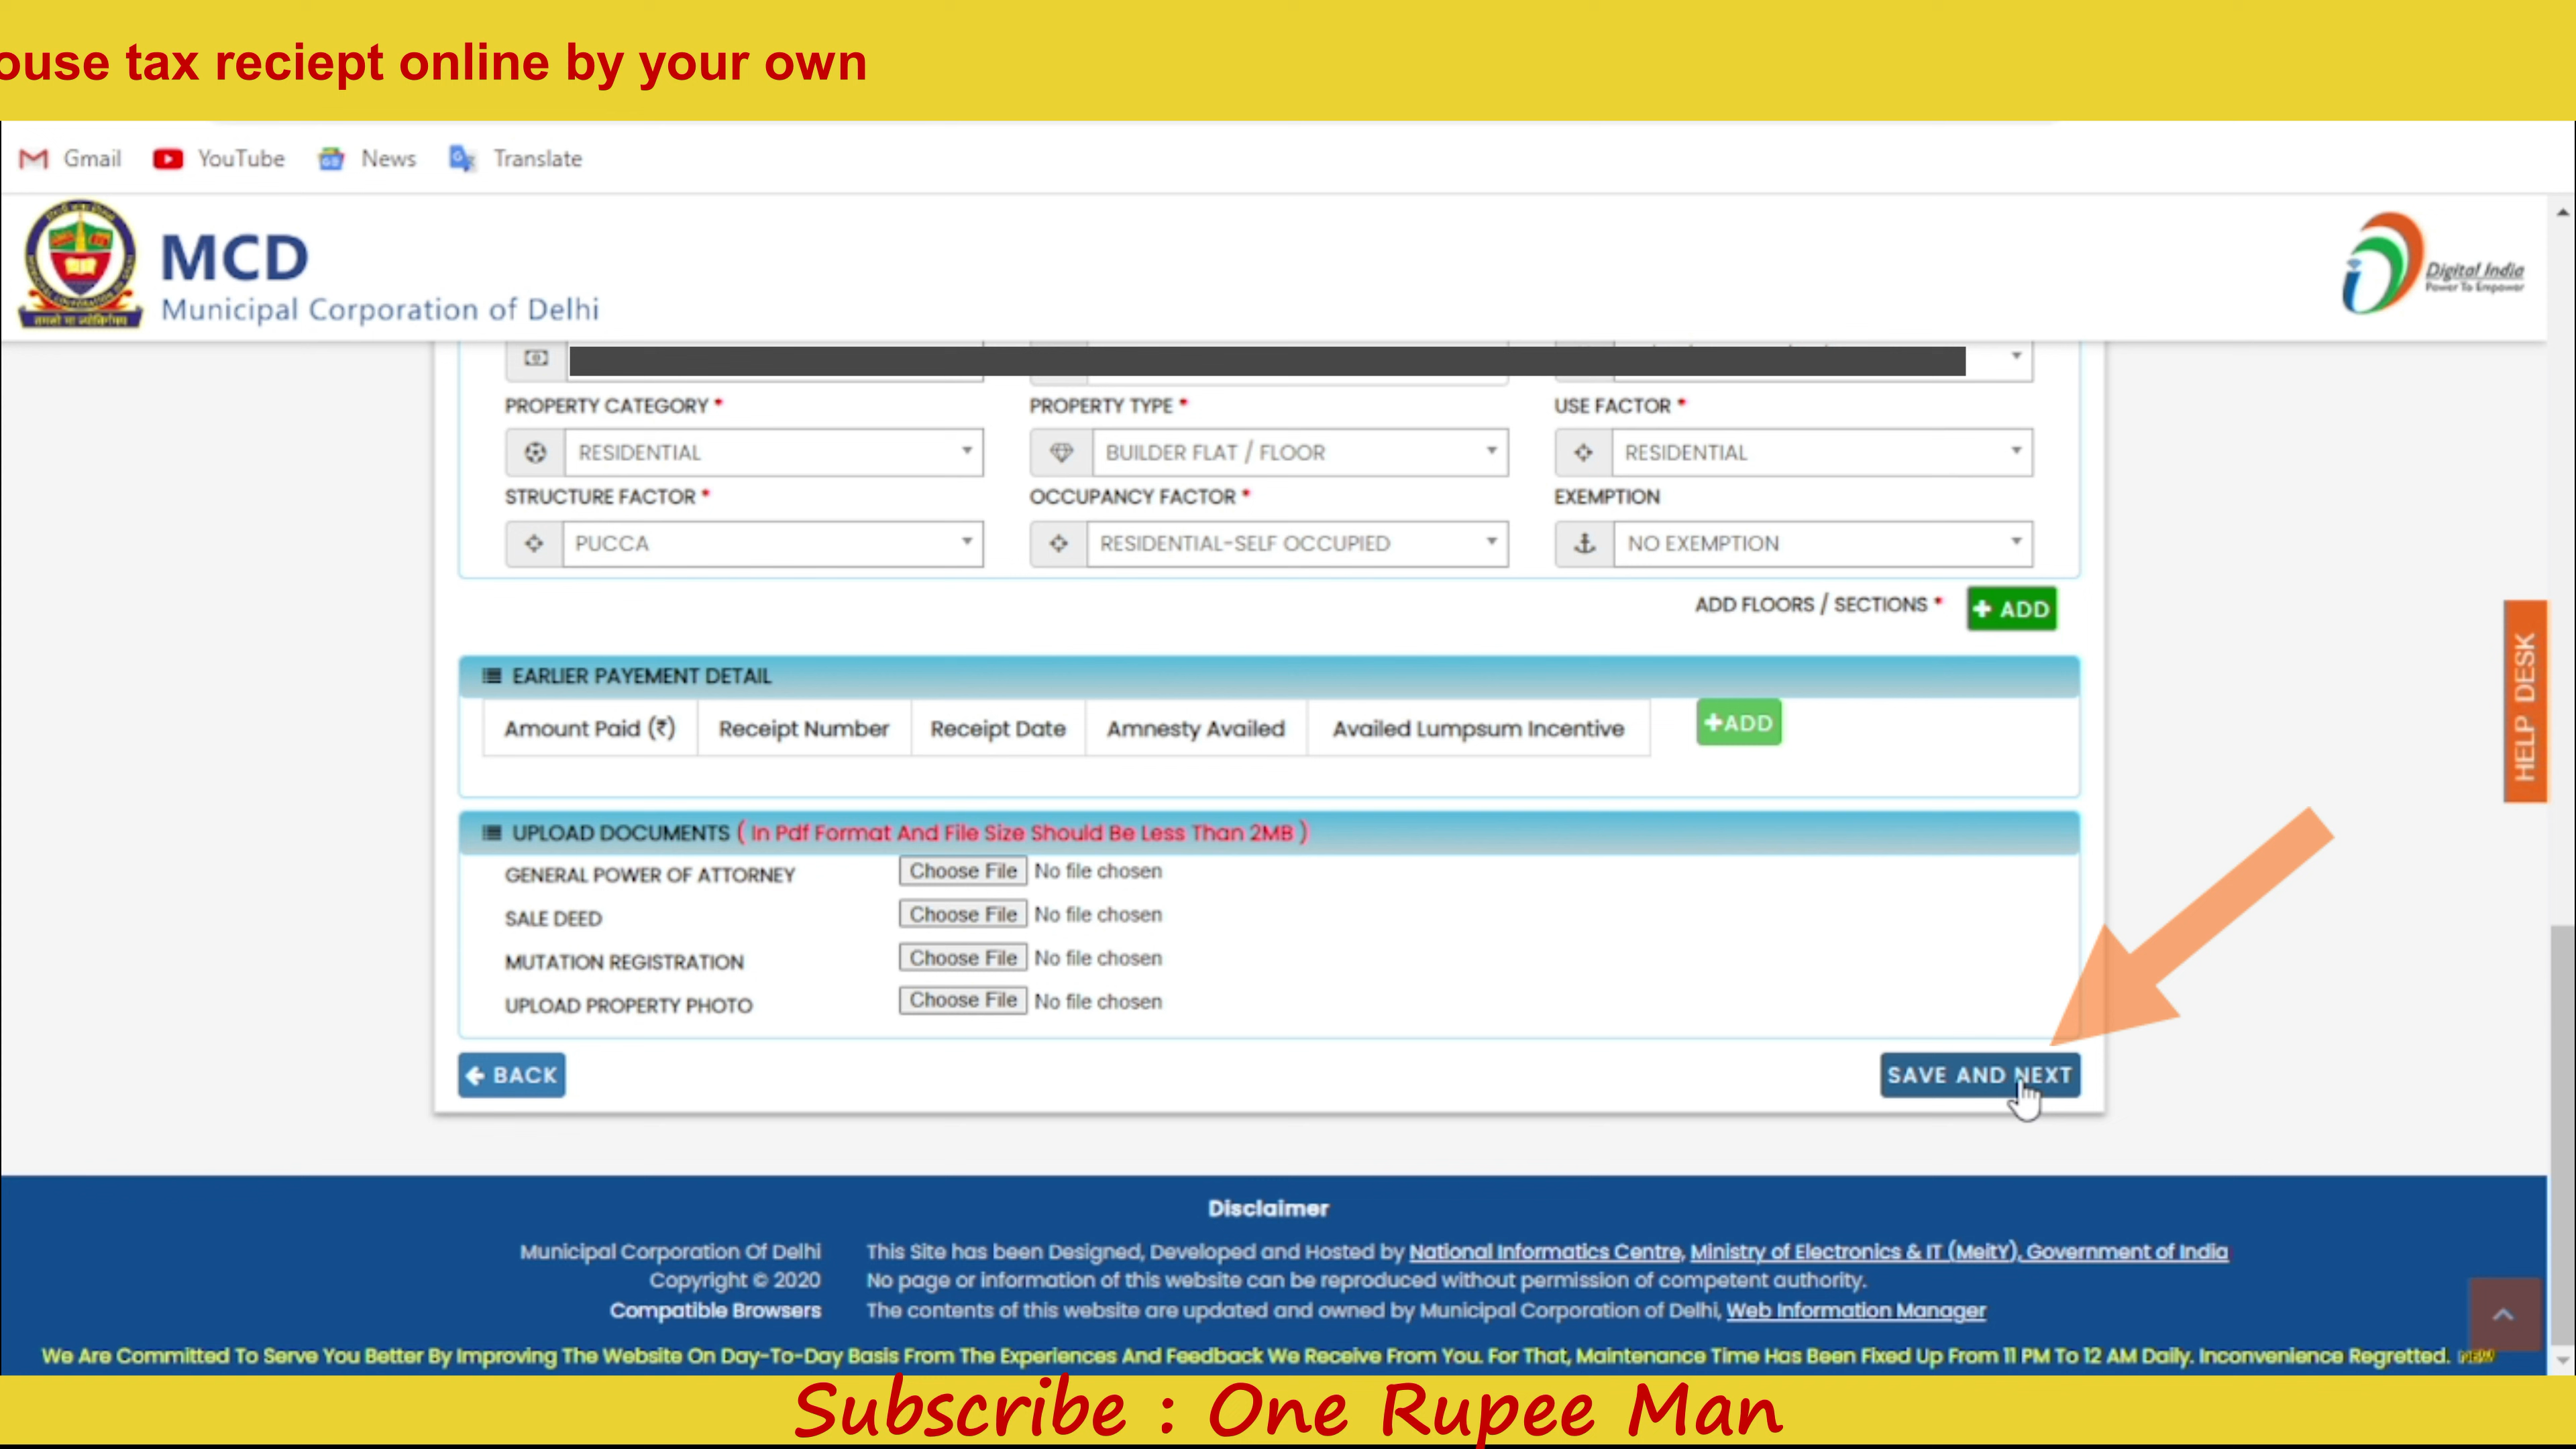 ouse tax reciept online by your own
Gmail YouTube News Translate
MCD
Municipal Corporation of Delhi
Digital India
Power To Empower
PROPERTY CATEGORY * PROPERTY TYPE * USE FACTOR *
RESIDENTIAL BUILDER FLAT / FLOOR RESIDENTIAL
STRUCTURE FACTOR * OCCUPANCY FACTOR * EXEMPTION
PUCCA RESIDENTIAL-SELF OCCUPIED NO EXEMPTION
ADD FLOORS / SECTIONS * + ADD
HELP DESK
EARLIER PAYEMENT DETAIL
Amount Paid (₹) Receipt Number Receipt Date Amnesty Availed Availed Lumpsum Incentive +ADD
UPLOAD DOCUMENTS ( In Pdf Format And File Size Should Be Less Than 2MB )
GENERAL POWER OF ATTORNEY Choose File No file chosen
SALE DEED Choose File No file chosen
MUTATION REGISTRATION Choose File No file chosen
UPLOAD PROPERTY PHOTO Choose File No file chosen
BACK SAVE AND NEXT
Disclaimer
Municipal Corporation Of Delhi This Site has been Designed, Developed and Hosted by National Informatics Centre, Ministry of Electronics & IT (MeitY), Government of India
Copyright © 2020 No page or information of this website can be reproduced without permission of competent authority.
Compatible Browsers The contents of this website are updated and owned by Municipal Corporation of Delhi, Web Information Manager
We Are Committed To Serve You Better By Improving The Website On Day-To-Day Basis From The Experiences And Feedback We Receive From You. For That, Maintenance Time Has Been Fixed Up From 11 PM To 12 AM Daily. Inconvenience Regretted. NEW
Subscribe : One Rupee Man